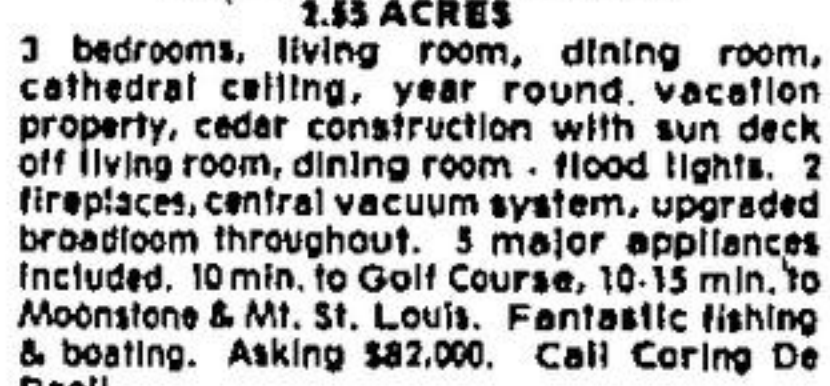 2.55 ACRES
3 bedrooms, living room, dining room,
cathedral ceiling, year round. vacation
property, cedar construction with sun deck
off living room, dining room - flood lights. 2
fireplaces, central vacuum system, upgraded
broadloom throughout. 5 major appliances
included. 10 min. to Golf Course, 10-15 min. to
Moonstone & Mt. St. Louis. Fantastic fishing
& boating. Asking $82,000. Call Coring De